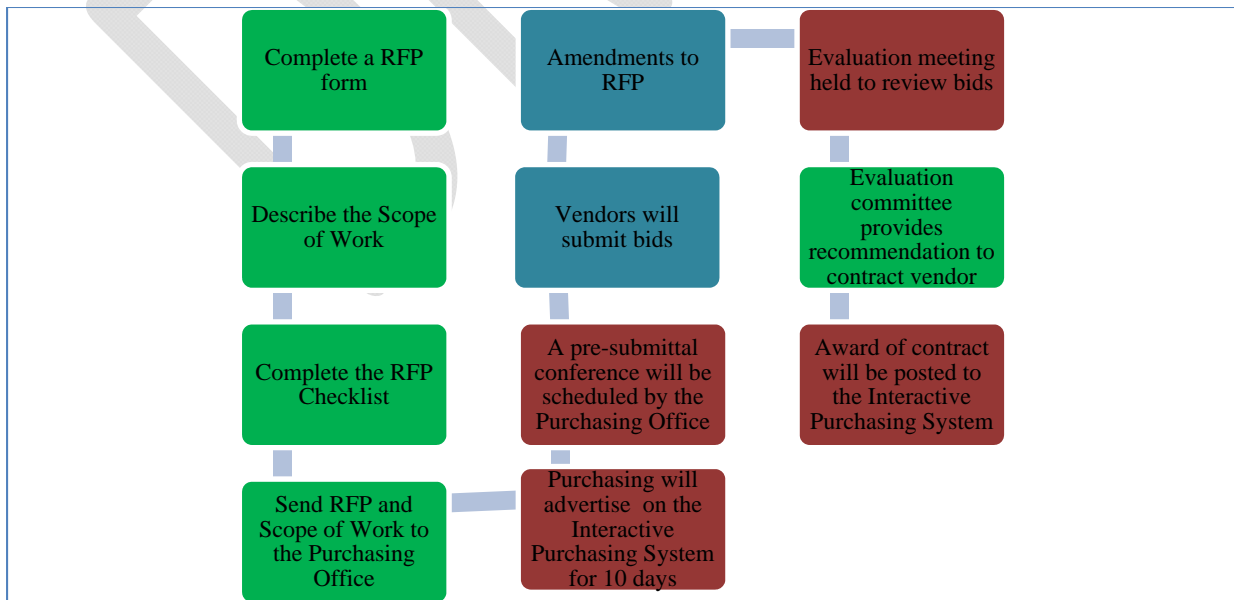 Complete a RFP
form
Describe the Scope
of Work
Complete the RFP
Checklist
Send RFP and
Scope of Work to
the Purchasing
Office
Purchasing will
advertise  on the
Interactive
Purchasing System
for 10 days
A pre-submittal
conference will be
scheduled by the
Purchasing Office
Vendors will
submit bids
Amendments to
RFP
Evaluation meeting
held to review bids
Evaluation
committee
provides
recommendation to
contract vendor
Award of contract
will be posted to
the Interactive
Purchasing System